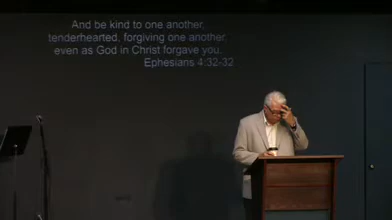 And be kind to one another,
tenderhearted, forgiving one another,
even as God in Christ forgave you.
Ephesians 4:32-32